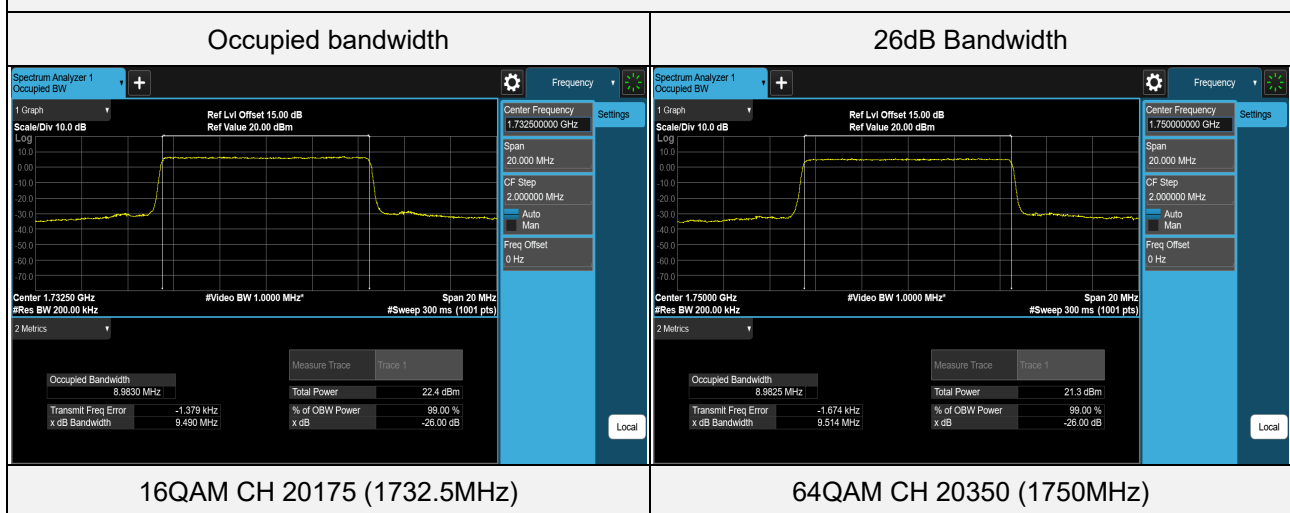 Occupied bandwidth
26dB Bandwidth
Spectrum Analyzer 1
Occupied BW
+
Frequency
1 Graph
Scale/Div 10.0 dB
Ref Lvl Offset 15.00 dB
Ref Value 20.00 dBm
Log
10.0
0.00
-10.0
-20.0
-30.0
-40.0
-50.0
-60.0
-70.0
Center 1.73250 GHz
#Res BW 200.00 kHz
#Video BW 1.0000 MHz*
Span 20 MHz
#Sweep 300 ms (1001 pts)
Center Frequency
1.732500000 GHz
Settings
Span
20.000 MHz
CF Step
2.000000 MHz
Auto
Man
Freq Offset
0 Hz
Local
2 Metrics
Measure Trace Trace 1
Occupied Bandwidth
8.9830 MHz
Total Power 22.4 dBm
Transmit Freq Error -1.379 kHz % of OBW Power 99.00 %
x dB Bandwidth 9.490 MHz x dB -26.00 dB
Spectrum Analyzer 1
Occupied BW
+
Frequency
1 Graph
Scale/Div 10.0 dB
Ref Lvl Offset 15.00 dB
Ref Value 20.00 dBm
Log
10.0
0.00
-10.0
-20.0
-30.0
-40.0
-50.0
-60.0
-70.0
Center 1.75000 GHz
#Res BW 200.00 kHz
#Video BW 1.0000 MHz*
Span 20 MHz
#Sweep 300 ms (1001 pts)
Center Frequency
1.750000000 GHz
Settings
Span
20.000 MHz
CF Step
2.000000 MHz
Auto
Man
Freq Offset
0 Hz
Local
2 Metrics
Measure Trace Trace 1
Occupied Bandwidth
8.9825 MHz
Total Power 21.3 dBm
Transmit Freq Error -1.674 kHz % of OBW Power 99.00 %
x dB Bandwidth 9.514 MHz x dB -26.00 dB
16QAM CH 20175 (1732.5MHz)
64QAM CH 20350 (1750MHz)